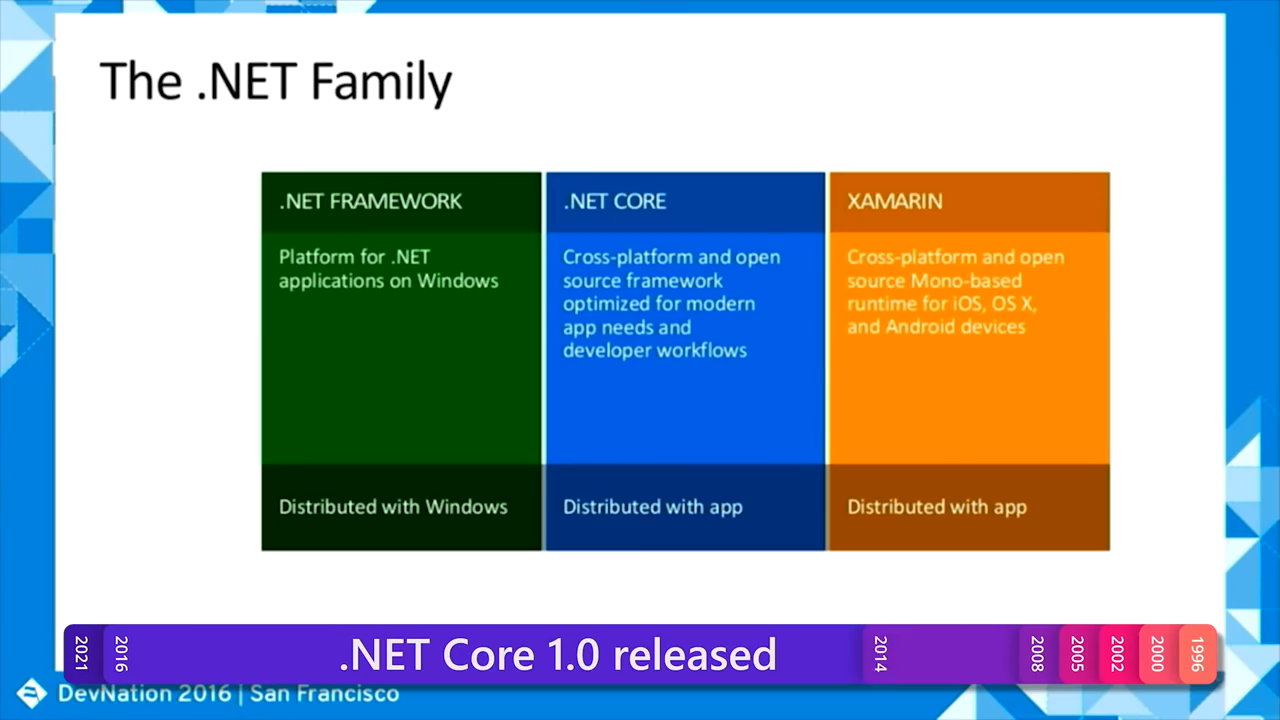 The .NET Family
.NET FRAMEWORK
Platform for .NET
applications on Windows
Distributed with Windows
.NET CORE
Cross-platform and open
source framework
optimized for modern
app needs and
developer workflows
Distributed with app
XAMARIN
Cross-platform and open
source Mono-based
runtime for iOS, OS X,
and Android devices
Distributed with app
2021
2016
.NET Core 1.0 released
2014
2008
2005
2002
2000
1996
DevNation 2016 | San Francisco